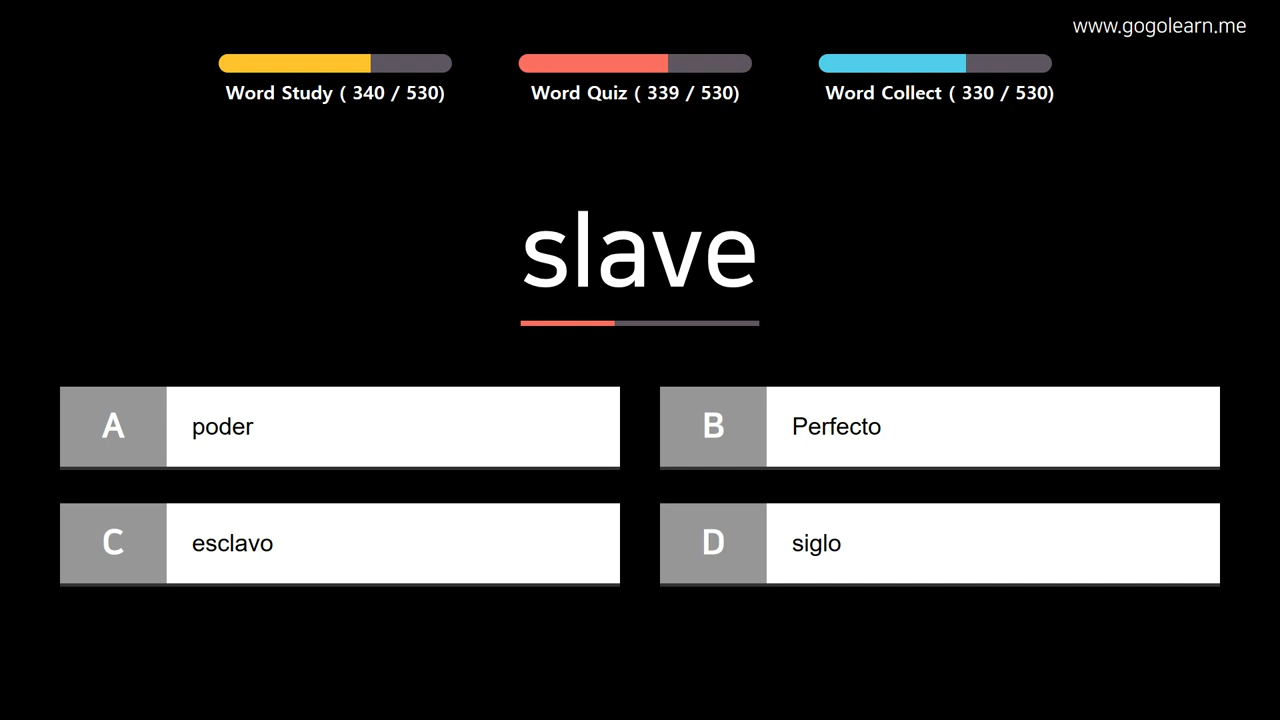 www.gogolearn.me
Word Study ( 340 / 530)
Word Quiz ( 339 / 530)
Word Collect ( 330 / 530)
slave
A poder
B Perfecto
C esclavo
D siglo